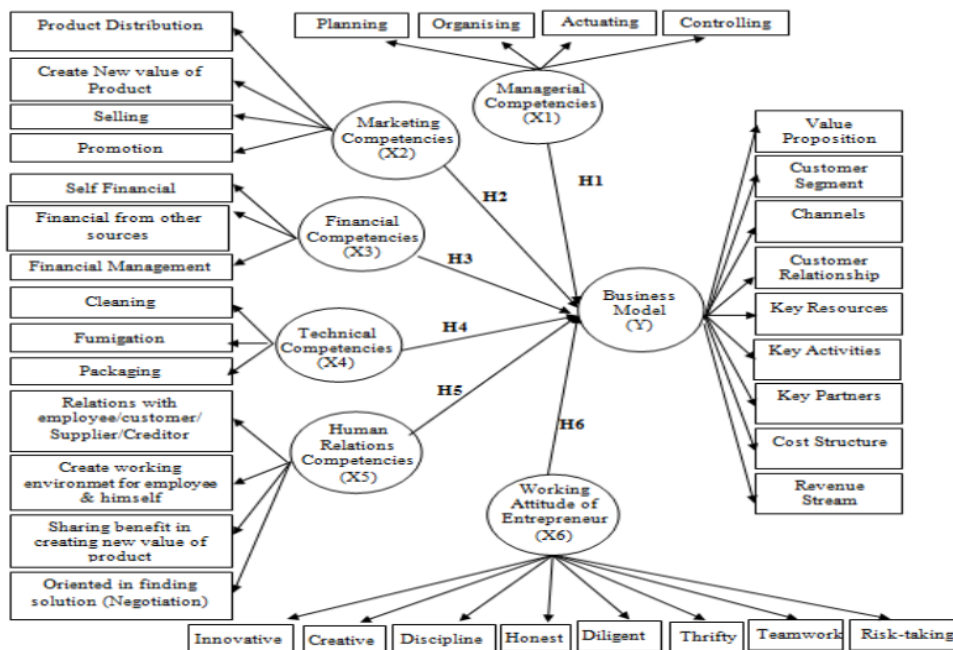 Planning
Organising
Actuating
Controlling
Product Distribution
Create New value of
Product
Selling
Promotion
Self Financial
Financial from other
sources
Financial Management
Cleaning
Fumigation
Packaging
Relations with
employee/customer/
Supplier/Creditor
Create working
environmet for employee
& himself
Sharing benefit in
creating new value of
product
Oriented in finding
solution (Negotiation)
Managerial
Competencies
(X1)
Marketing
Competencies
(X2)
Financial
Competencies
(X3)
Technical
Competencies
(X4)
Human
Relations
Competencies
(X5)
Working
Attitude of
Entrepreneur
(X6)
H1
H2
H3
H4
H5
H6
Business
Model
(Y)
Value
Proposition
Customer
Segment
Channels
Customer
Relationship
Key Resources
Key Activities
Key Partners
Cost Structure
Revenue
Stream
Innovative
Creative
Discipline
Honest
Diligent
Thrifty
Teamwork
Risk-taking